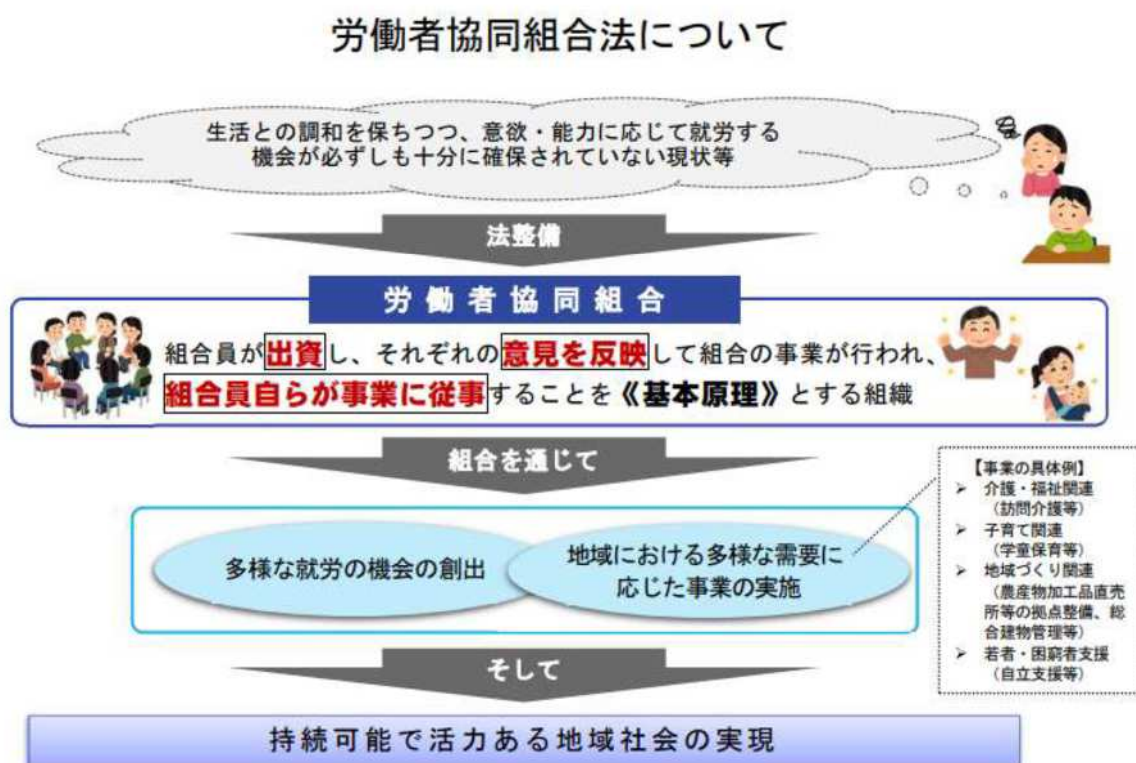 労働者協同組合法について
生活との調和を保ちつつ、意欲・能力に応じて就労する
機会が必ずしも十分に確保されていない現状等
法整備
労働者協同組合
組合員が出資し、それぞれの意見を反映して組合の事業が行われ、
組合員自らが事業に従事することを《基本原理》とする組織
組合を通じて
多様な就労の機会の創出
地域における多様な需要に
応じた事業の実施
【事業の具体例】
➢ 介護・福祉関連
(訪問介護等)
➢ 子育て関連
(学童保育等)
➢ 地域づくり関連
(農産物加工品直売
所等の拠点整備、総
合建物管理等)
➢ 若者・困窮者支援
(自立支援等)
そして
持続可能で活力ある地域社会の実現